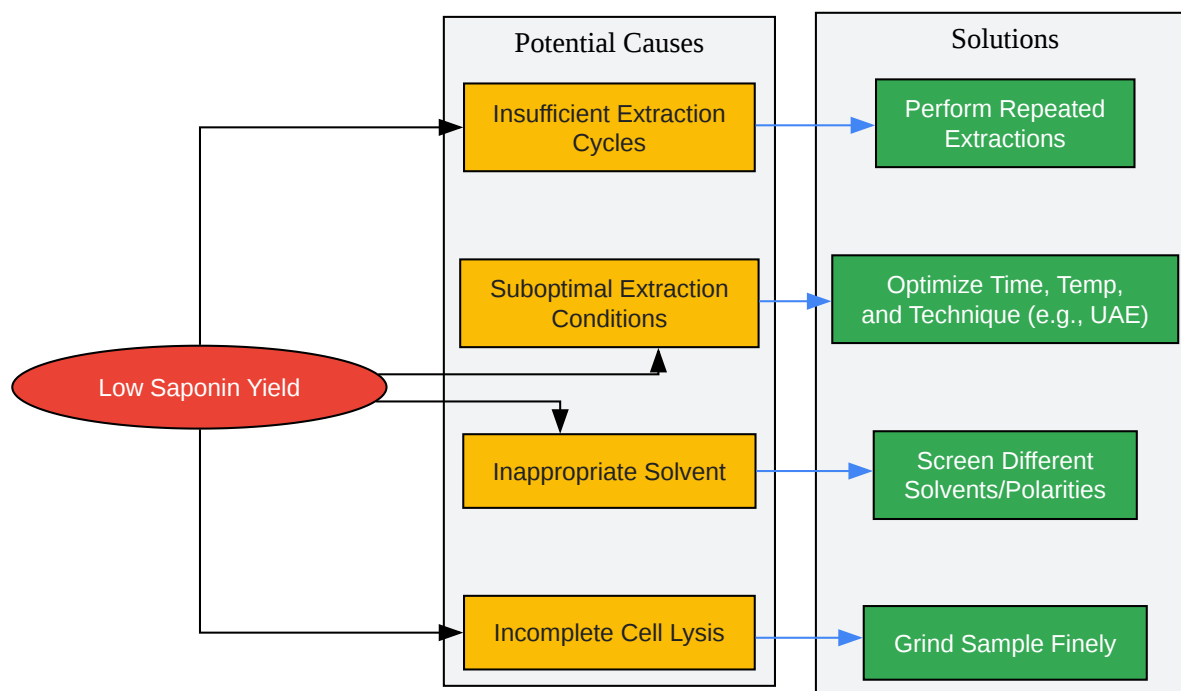 Potential Causes
Solutions
Insufficient Extraction
Cycles
Perform Repeated
Extractions
Suboptimal Extraction
Conditions
Optimize Time, Temp,
and Technique (e.g., UAE)
Low Saponin Yield
Inappropriate Solvent
Screen Different
Solvents/Polarities
Incomplete Cell Lysis
Grind Sample Finely